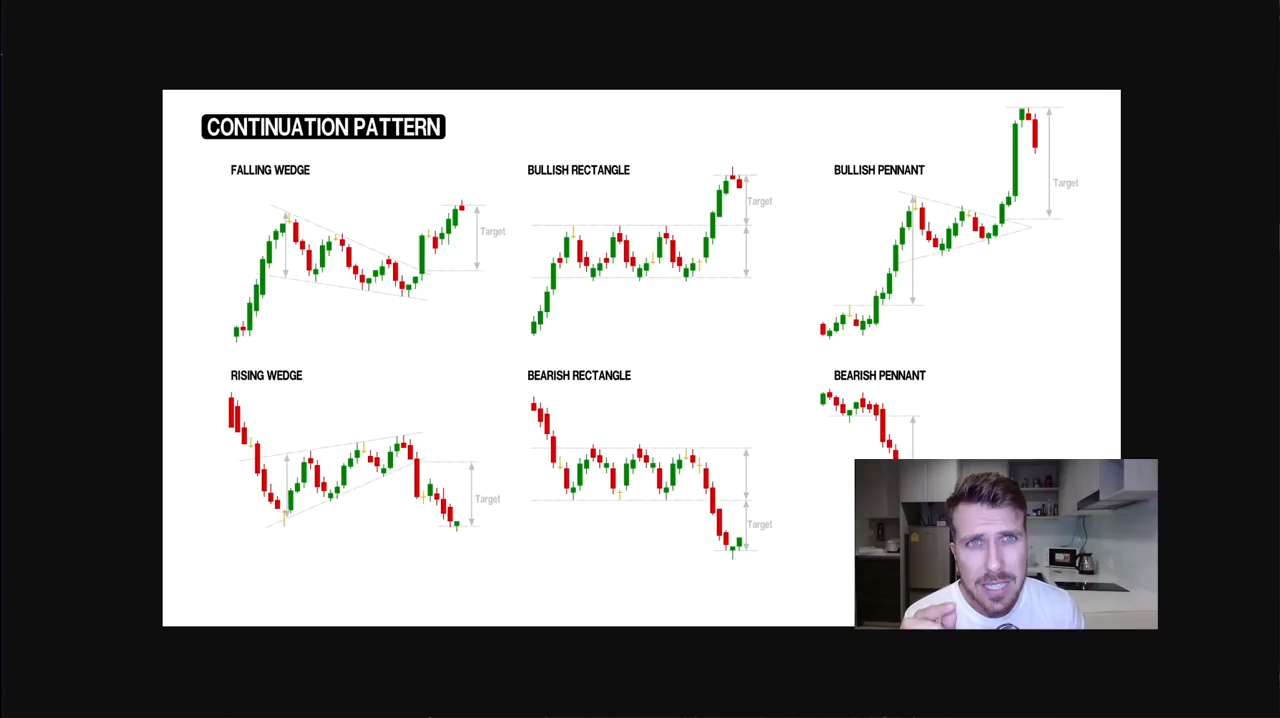 CONTINUATION PATTERN
FALLING WEDGE
BULLISH RECTANGLE
BULLISH PENNANT
Target
Target
Target
RISING WEDGE
BEARISH RECTANGLE
BEARISH PENNANT
Target
Target